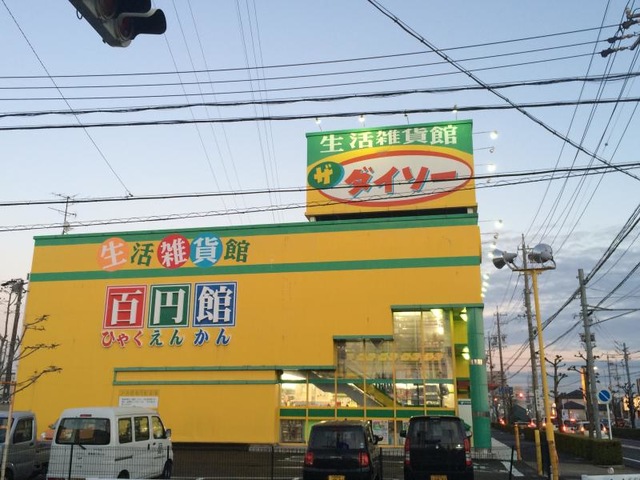 生活雑貨館
ザ ダイソー
生活雑貨館
百円館
ひゃくえんかん